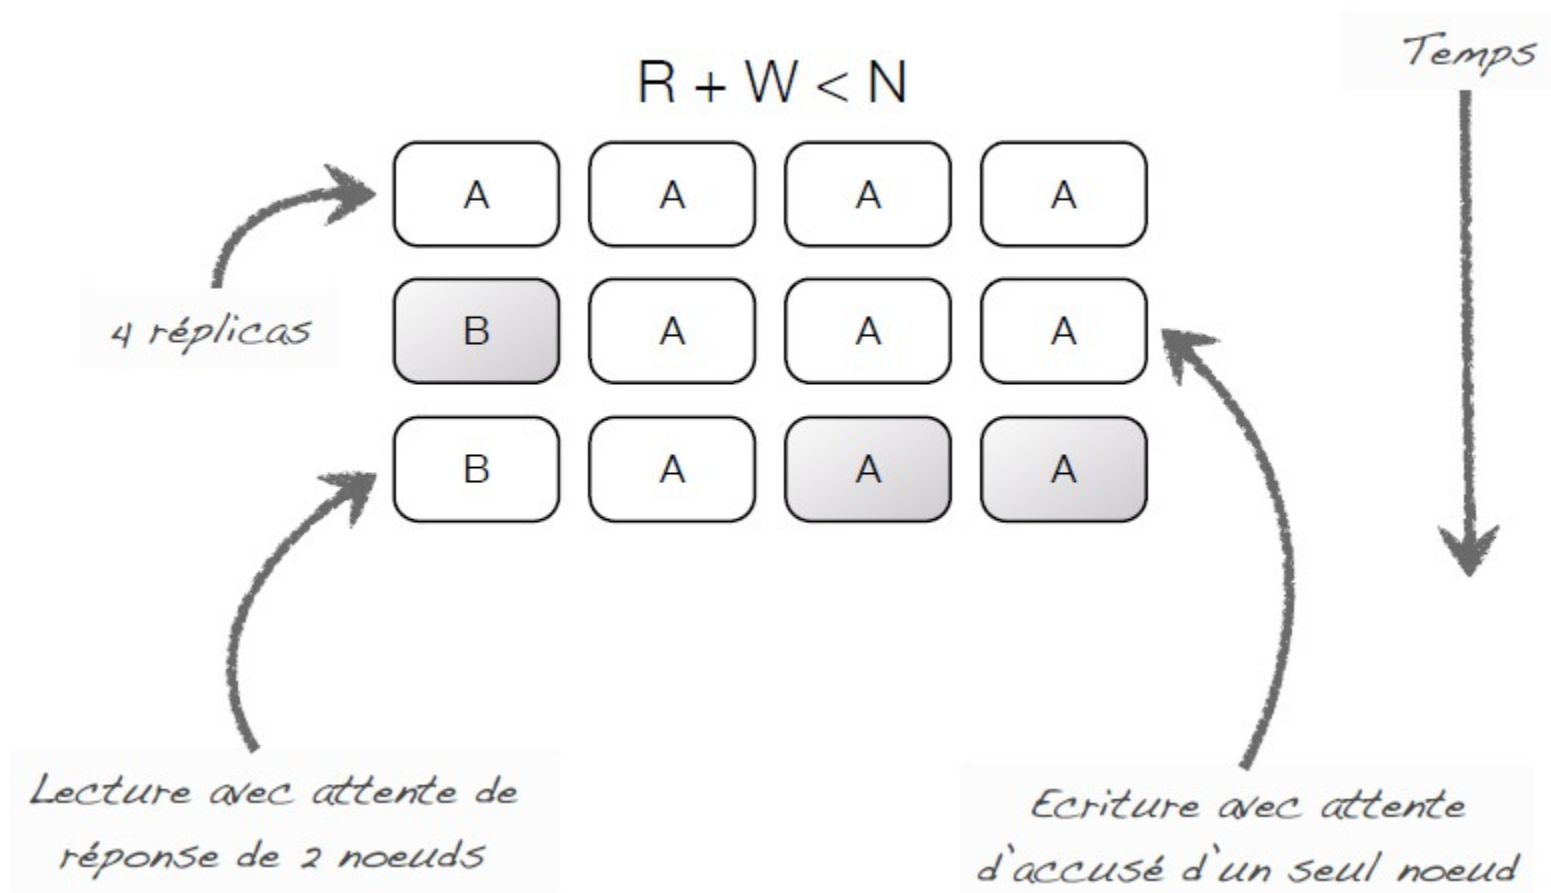 Temps
R + W < N
A A A A
4 réplicas
B A A A
B A A A
Lecture avec attente de
réponse de 2 noeuds
Ecriture avec attente
d'accusé d'un seul noeud